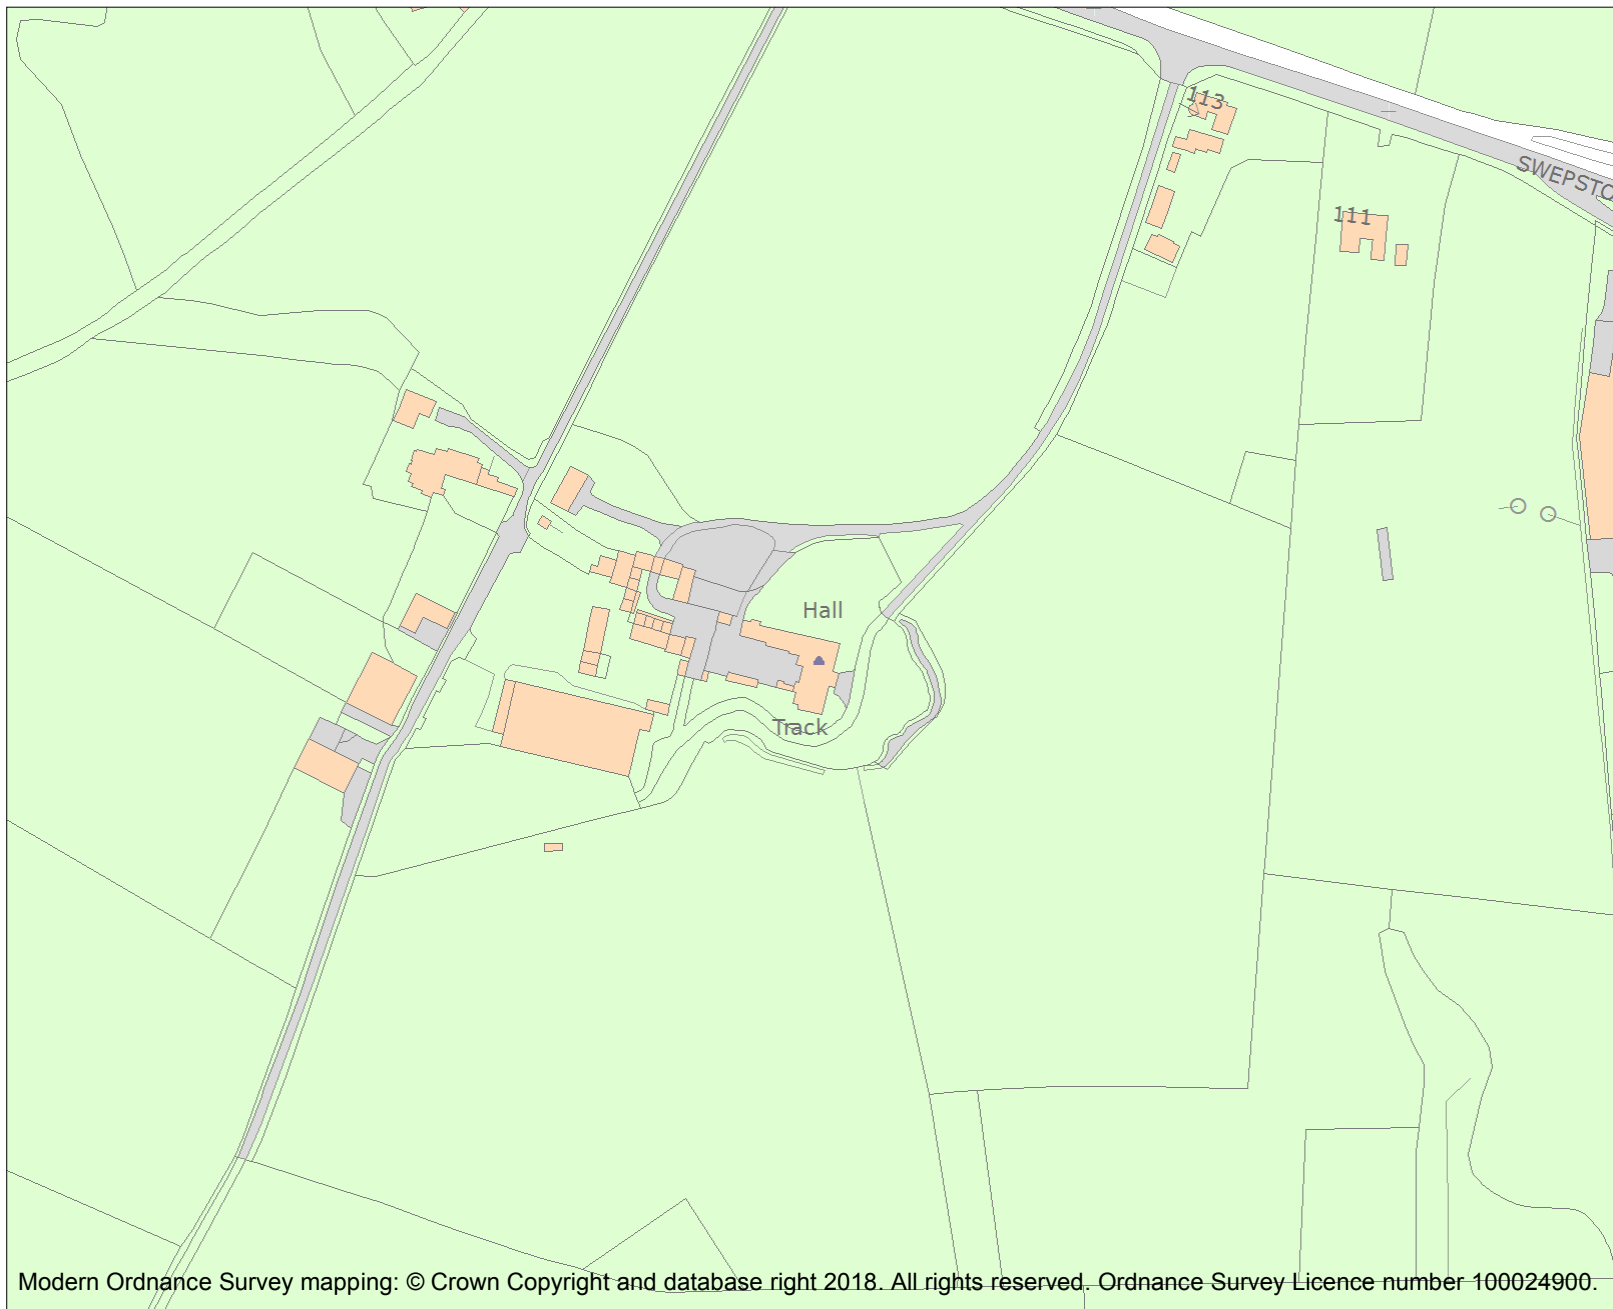 113
SWEPSTO
111
Hall
Track
Modern Ordnance Survey mapping: © Crown Copyright and database right 2018. All rights reserved. Ordnance Survey Licence number 100024900.